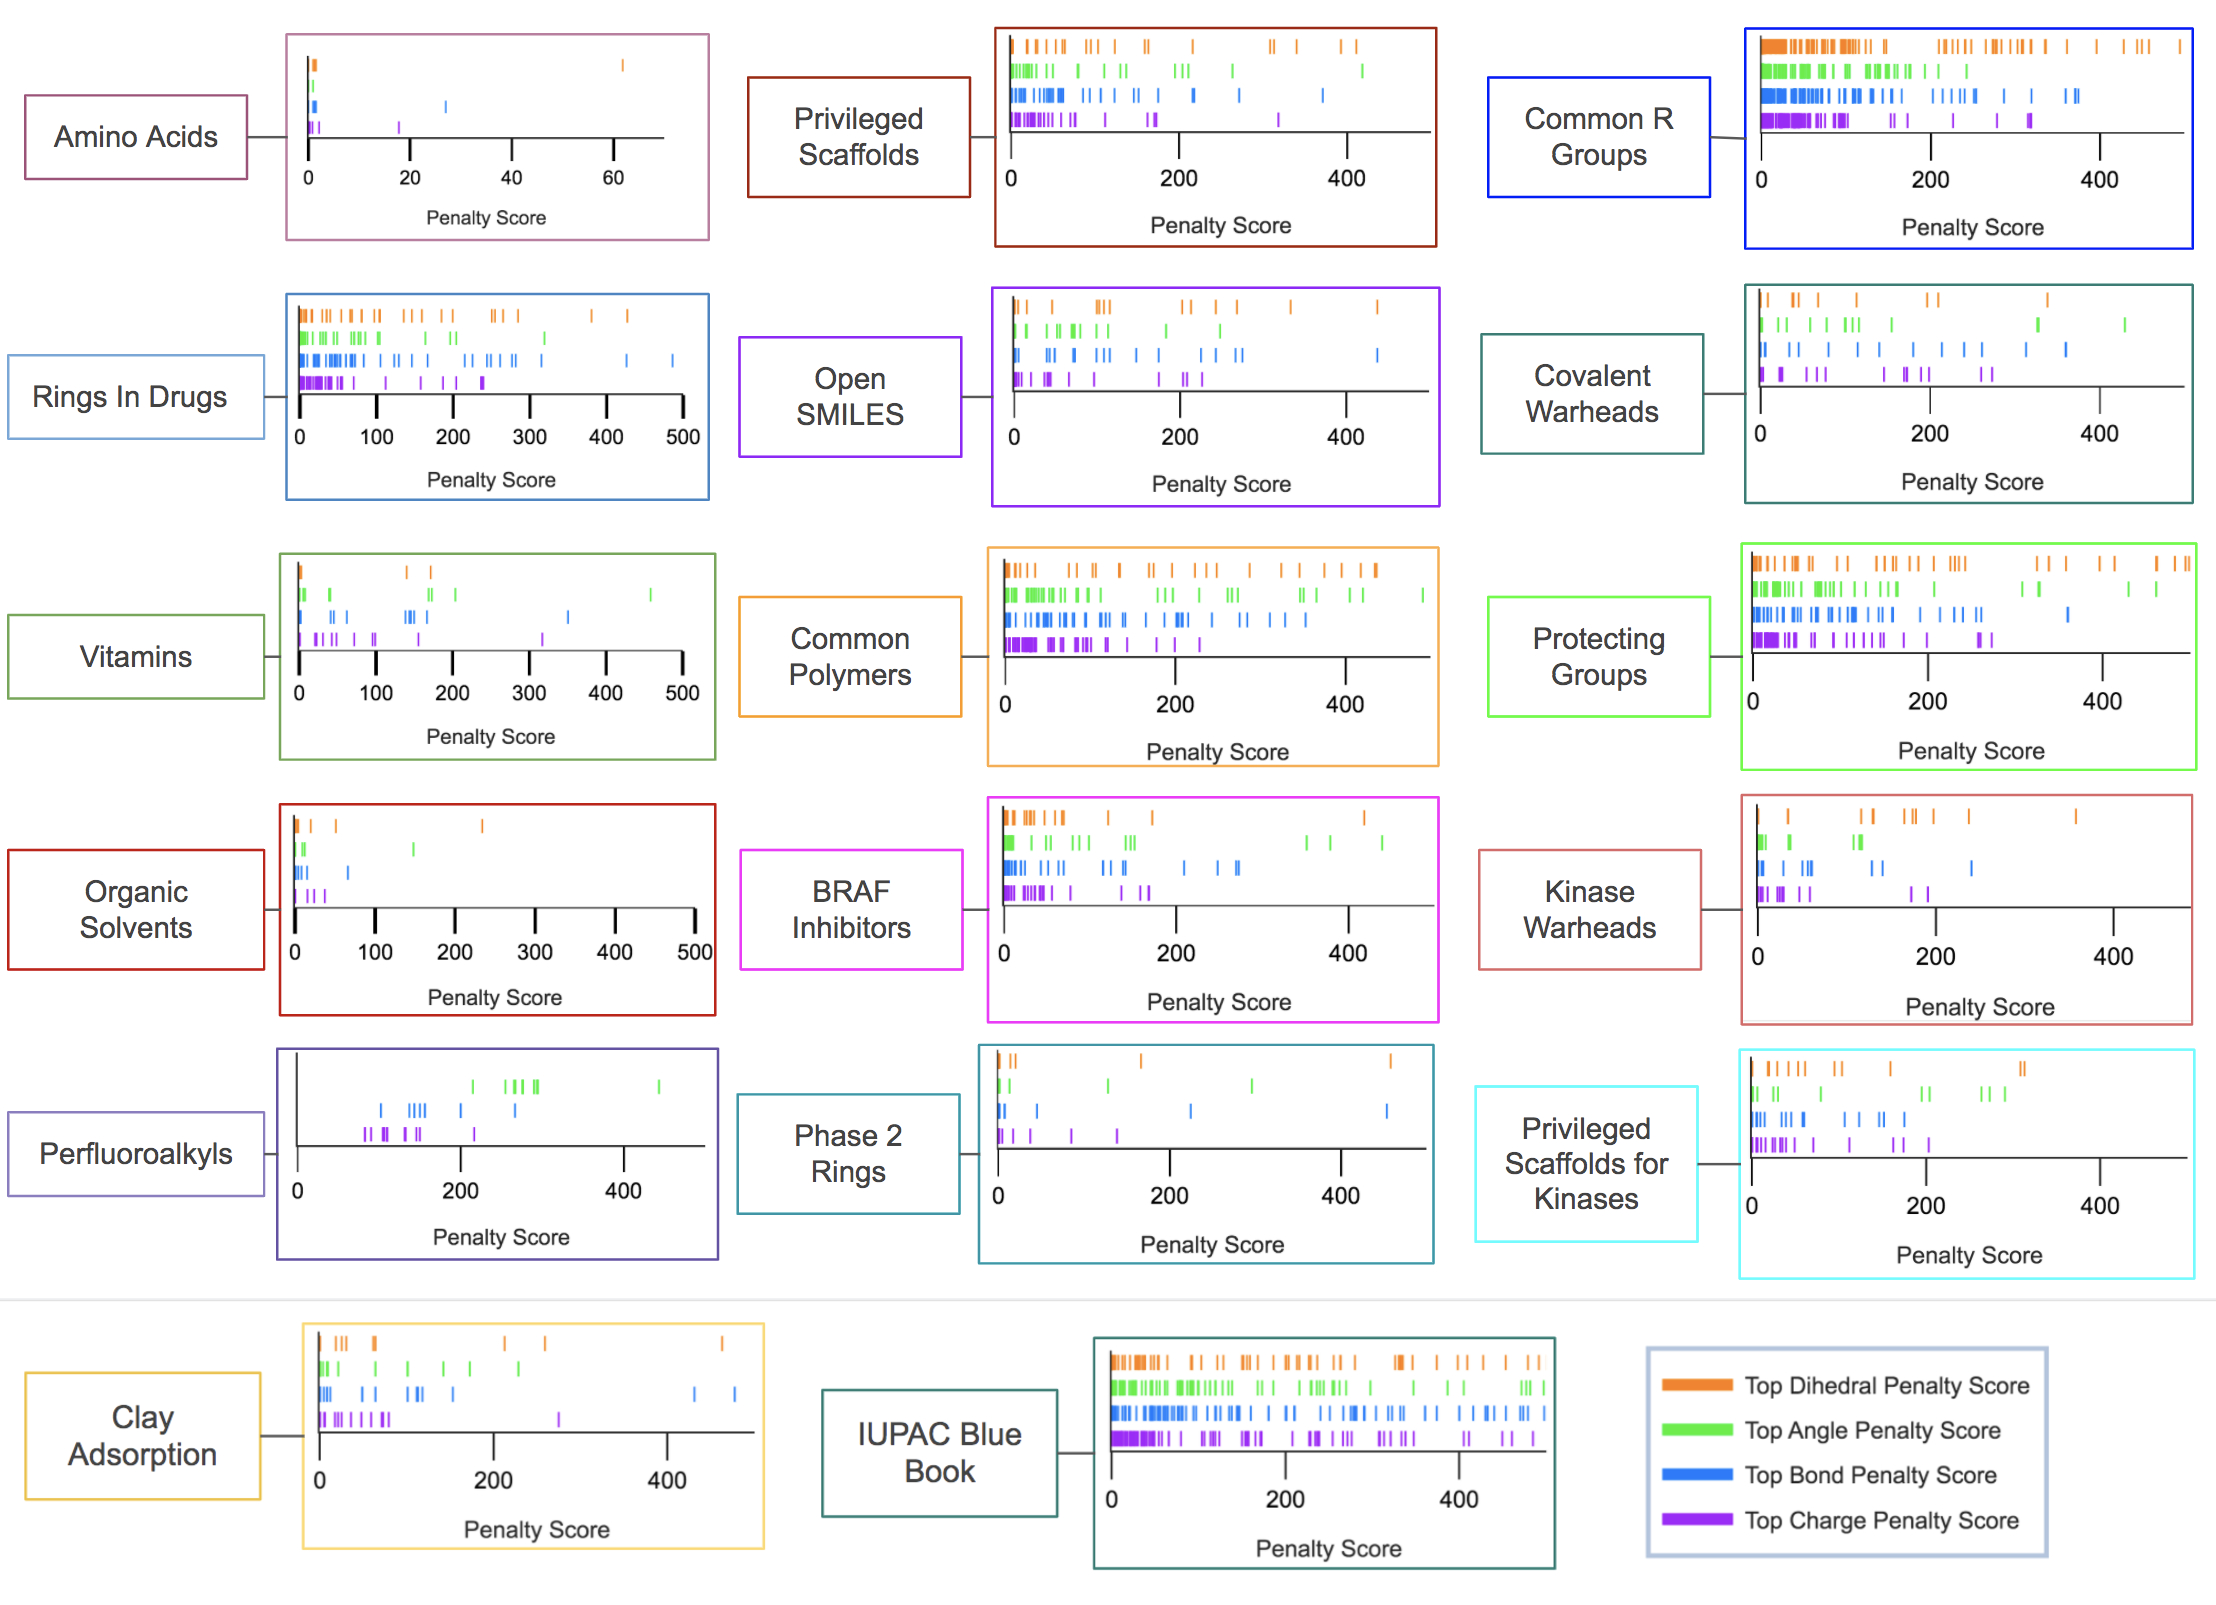 Amino Acids
0 20 40 60
Penalty Score
Privileged
Scaffolds
0 200 400
Penalty Score
Common R
Groups
0 200 400
Penalty Score
Rings In Drugs
0 100 200 300 400 500
Penalty Score
Open
SMILES
0 200 400
Penalty Score
Covalent
Warheads
0 200 400
Penalty Score
Vitamins
0 100 200 300 400 500
Penalty Score
Common
Polymers
0 200 400
Penalty Score
Protecting
Groups
0 200 400
Penalty Score
Organic
Solvents
0 100 200 300 400 500
Penalty Score
BRAF
Inhibitors
0 200 400
Penalty Score
Kinase
Warheads
0 200 400
Penalty Score
Perfluoroalkyls
0 200 400
Penalty Score
Phase 2
Rings
0 200 400
Penalty Score
Privileged
Scaffolds for
Kinases
0 200 400
Penalty Score
Clay
Adsorption
0 200 400
Penalty Score
IUPAC Blue
Book
0 200 400
Penalty Score
Top Dihedral Penalty Score
Top Angle Penalty Score
Top Bond Penalty Score
Top Charge Penalty Score